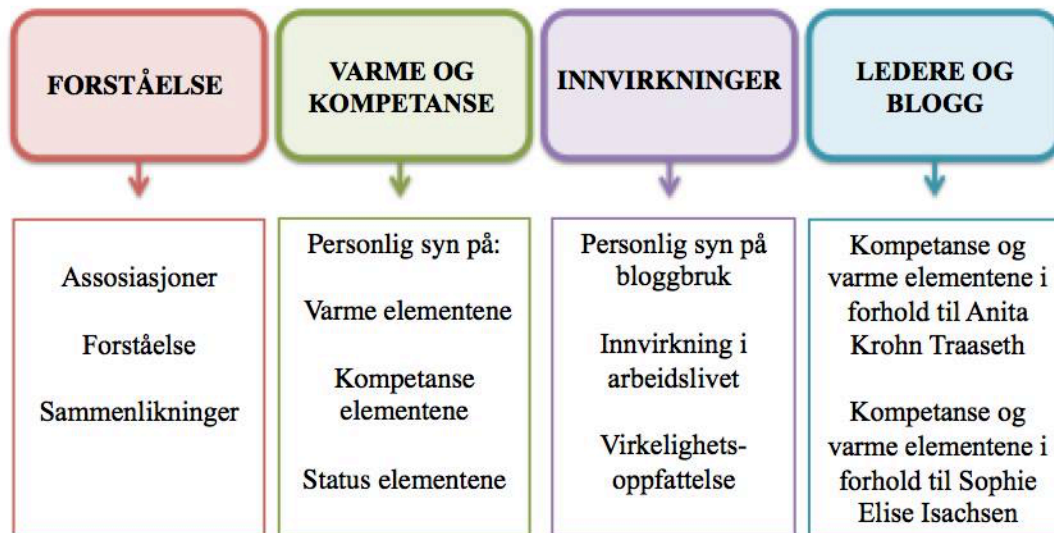 FORSTÅELSE
VARME OG
KOMPETANSE
INNVIRKNINGER
LEDERE OG
BLOGG
Assosiasjoner
Forståelse
Sammenlikninger
Personlig syn på:
Varme elementene
Kompetanse
elementene
Status elementene
Personlig syn på
bloggbruk
Innvirkning i
arbeidslivet
Virkelighets-
oppfattelse
Kompetanse og
varme elementene i
forhold til Anita
Krohn Traaseth
Kompetanse og
varme elementene i
forhold til Sophie
Elise Isachsen